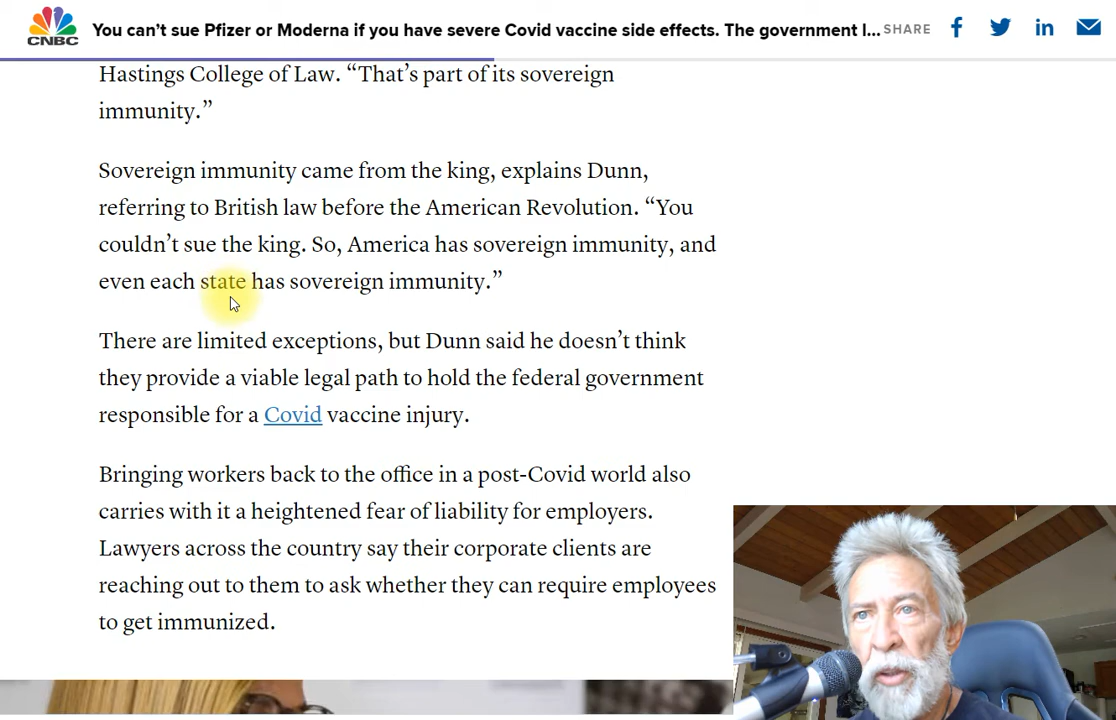 CNBC
You can’t sue Pfizer or Moderna if you have severe Covid vaccine side effects. The government l...
SHARE
Hastings College of Law. “That’s part of its sovereign
immunity.”
Sovereign immunity came from the king, explains Dunn,
referring to British law before the American Revolution. “You
couldn’t sue the king. So, America has sovereign immunity, and
even each state has sovereign immunity.”
There are limited exceptions, but Dunn said he doesn’t think
they provide a viable legal path to hold the federal government
responsible for a Covid vaccine injury.
Bringing workers back to the office in a post-Covid world also
carries with it a heightened fear of liability for employers.
Lawyers across the country say their corporate clients are
reaching out to them to ask whether they can require employees
to get immunized.